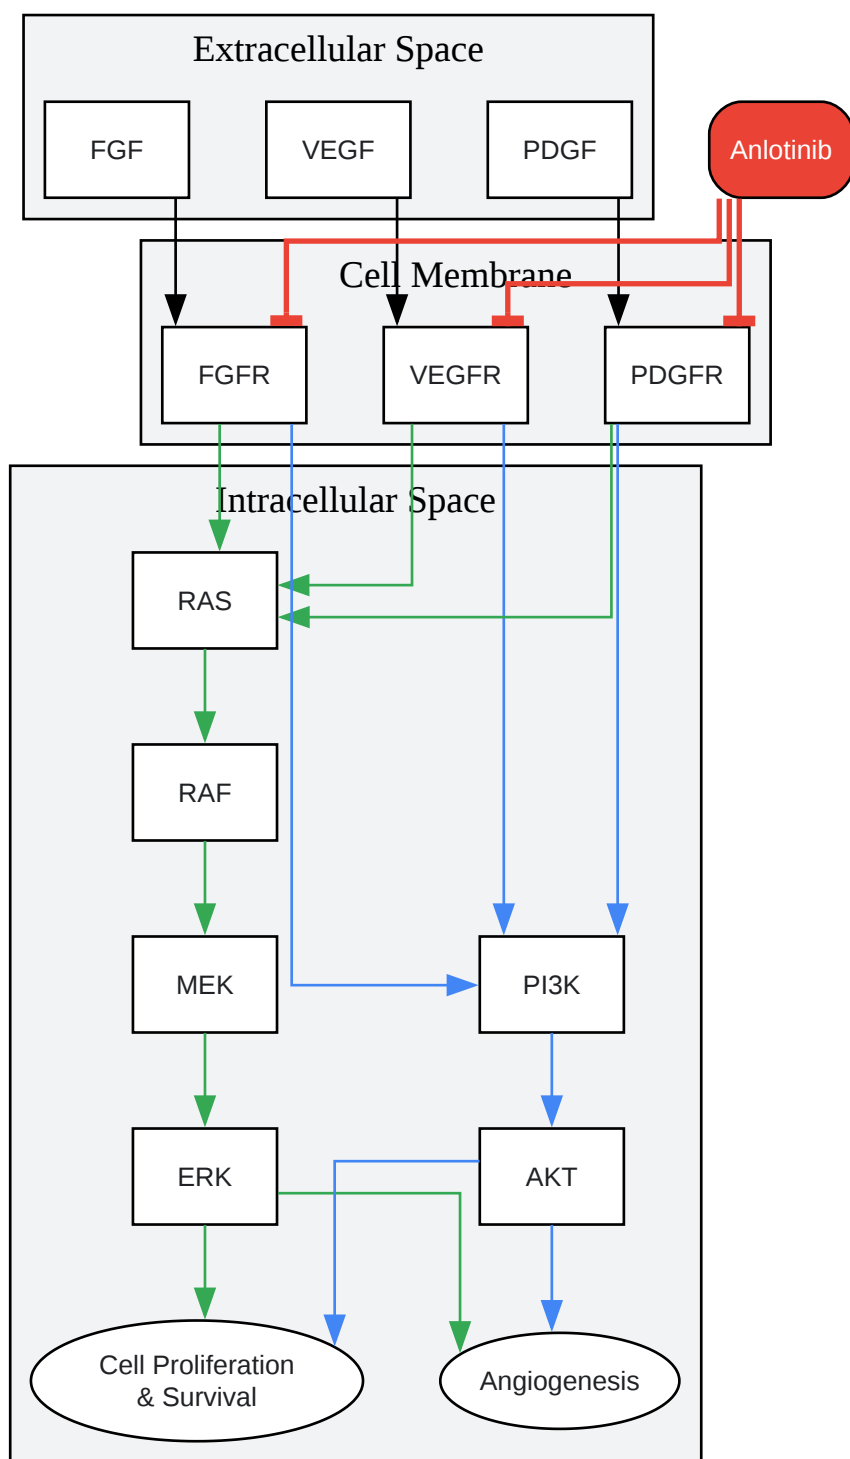 Extracellular Space
FGF
VEGF
PDGF
Anlotinib
Cell Membrane
FGFR
VEGFR
PDGFR
Intracellular Space
RAS
RAF
MEK
PI3K
ERK
AKT
Cell Proliferation
& Survival
Angiogenesis